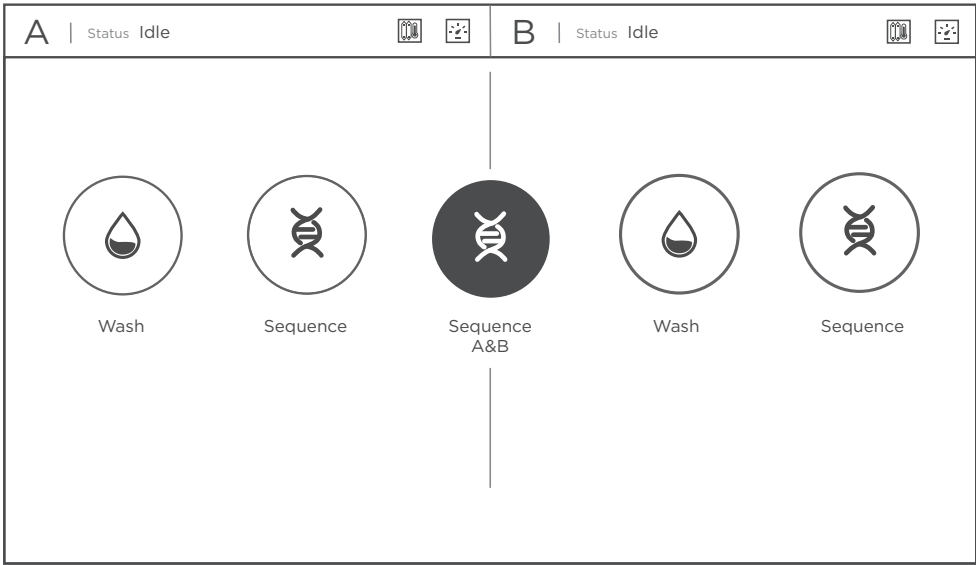 A | Status Idle
B | Status Idle
Wash
Sequence
Sequence
A&B
Wash
Sequence